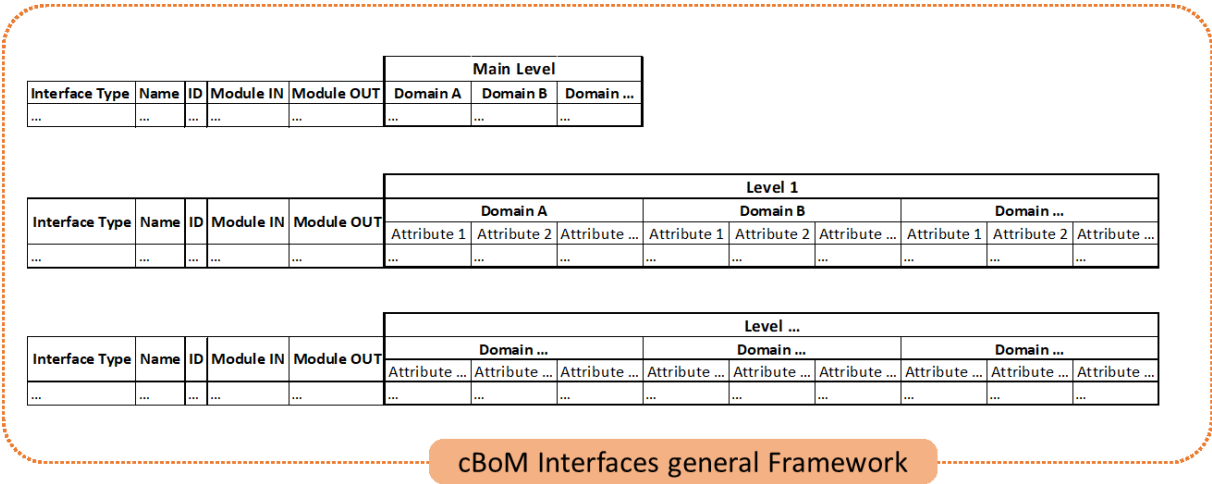 Main Level
Interface Type Name ID Module IN Module OUT Domain A Domain B Domain ...
... ... ... ... ... ... ... ...
Level 1
Interface Type Name ID Module IN Module OUT Domain A Domain B Domain ...
Attribute 1 Attribute 2 Attribute ... Attribute 1 Attribute 2 Attribute ... Attribute 1 Attribute 2 Attribute ...
... ... ... ... ... ... ... ... ... ... ... ... ... ...
Level ...
Interface Type Name ID Module IN Module OUT Domain ... Domain ... Domain ...
Attribute ... Attribute ... Attribute ... Attribute ... Attribute ... Attribute ... Attribute ... Attribute ... Attribute ...
... ... ... ... ... ... ... ... ... ... ... ... ... ...
cBoM Interfaces general Framework